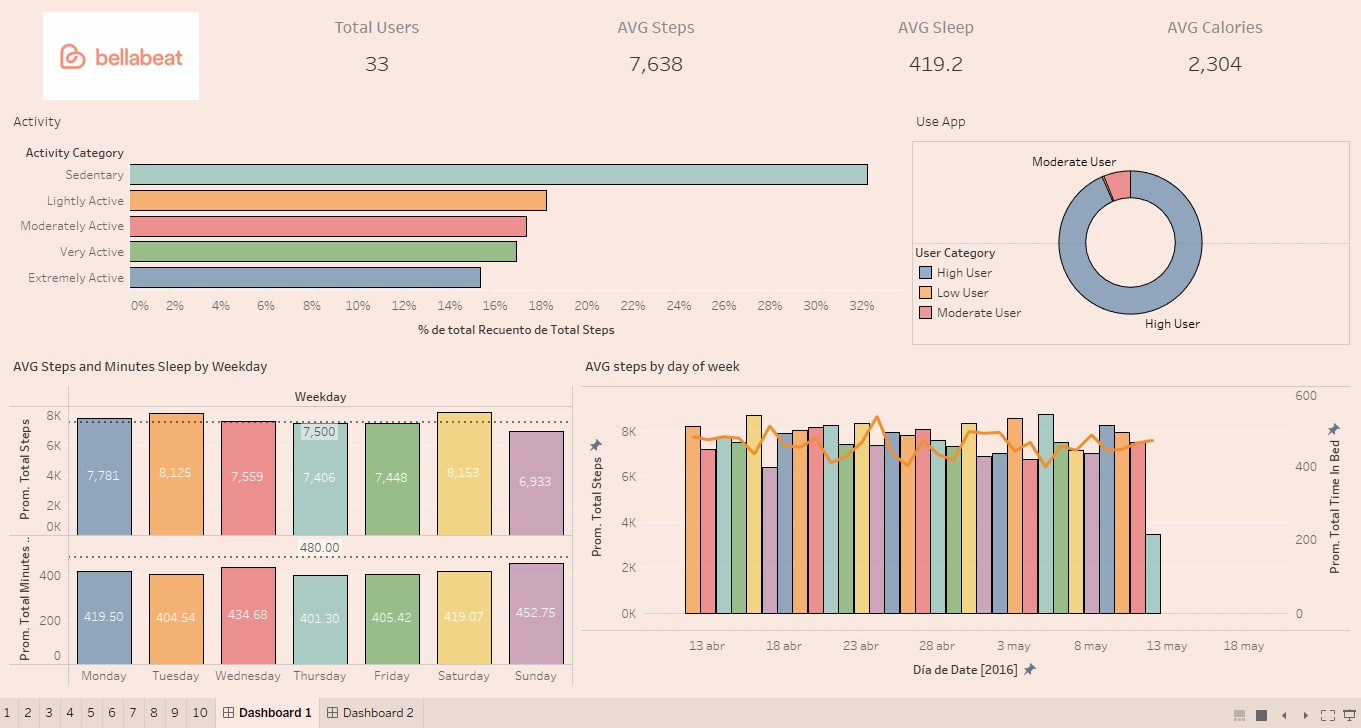 bellabeat
Total Users
33
AVG Steps
7,638
AVG Sleep
419.2
AVG Calories
2,304
Activity
Activity Category
Sedentary
Lightly Active
Moderately Active
Very Active
Extremely Active
0% 2% 4% 6% 8% 10% 12% 14% 16% 18% 20% 22% 24% 26% 28% 30% 32%
% de total Recuento de Total Steps
Use App
Moderate User
User Category
High User
Low User
Moderate User
High User
AVG Steps and Minutes Sleep by Weekday
Weekday
Prom. Total Steps
8K
6K
4K
2K
0K
7,500
7,781 8,125 7,559 7,406 7,448 8,153 6,933
Prom. Total Minutes ..
400
200
0
480.00
419.50 404.54 434.68 401.30 405.42 419.07 452.75
Monday Tuesday Wednesday Thursday Friday Saturday Sunday
AVG steps by day of week
Prom. Total Steps
8K
6K
4K
2K
0K
600
400
200
0
Prom. Total Time In Bed
13 abr 18 abr 23 abr 28 abr 3 may 8 may 13 may 18 may
Día de Date [2016]
1 2 3 4 5 6 7 8 9 10 Dashboard 1 Dashboard 2